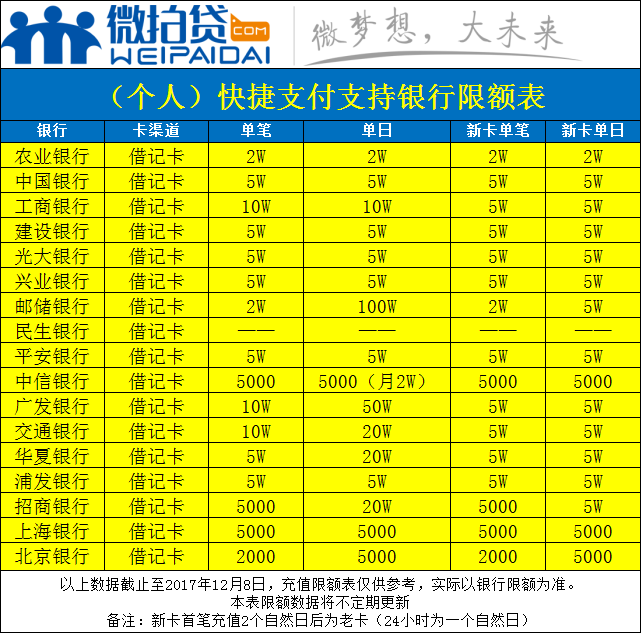 微拍贷.com
WEIPAIDAI
微梦想，大未来
（个人）快捷支付支持银行限额表
银行 卡渠道 单笔 单日 新卡单笔 新卡单日
农业银行 借记卡 2W 2W 2W 2W
中国银行 借记卡 5W 5W 5W 5W
工商银行 借记卡 10W 10W 5W 5W
建设银行 借记卡 5W 5W 5W 5W
光大银行 借记卡 5W 5W 5W 5W
兴业银行 借记卡 5W 5W 5W 5W
邮储银行 借记卡 2W 100W 2W 5W
民生银行 借记卡 —— —— —— ——
平安银行 借记卡 5W 5W 5W 5W
中信银行 借记卡 5000 5000（月2W） 5000 5000
广发银行 借记卡 10W 50W 5W 5W
交通银行 借记卡 10W 20W 5W 5W
华夏银行 借记卡 5W 20W 5W 5W
浦发银行 借记卡 5W 5W 5W 5W
招商银行 借记卡 5000 20W 5000 5W
上海银行 借记卡 5000 5000 5000 5000
北京银行 借记卡 2000 5000 2000 5000
以上数据截止至2017年12月8日，充值限额表仅供参考，实际以银行限额为准。
本表限额数据将不定期更新
备注：新卡首笔充值2个自然日后为老卡（24小时为一个自然日）